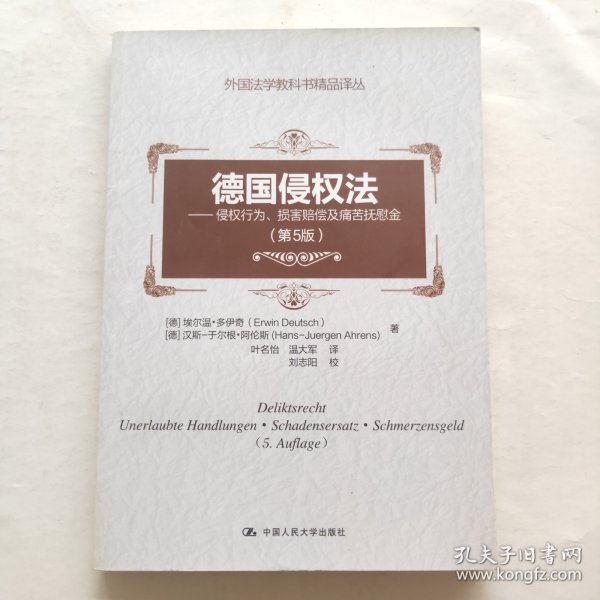 外国法学教科书精品译丛
德国侵权法
——侵权行为、损害赔偿及痛苦抚慰金
(第5版)
[德]埃尔温·多伊奇(Erwin Deutsch)
[德]汉斯-于尔根·阿伦斯(Hans-Juergen Ahrens) 著
叶名怡 温大军 译
刘志阳 校
Deliktsrecht
Unerlaubte Handlungen·Schadensersatz·Schmerzensgeld
(5. Auflage)
中国人民大学出版社
孔夫子旧书网
www.kongfz.com